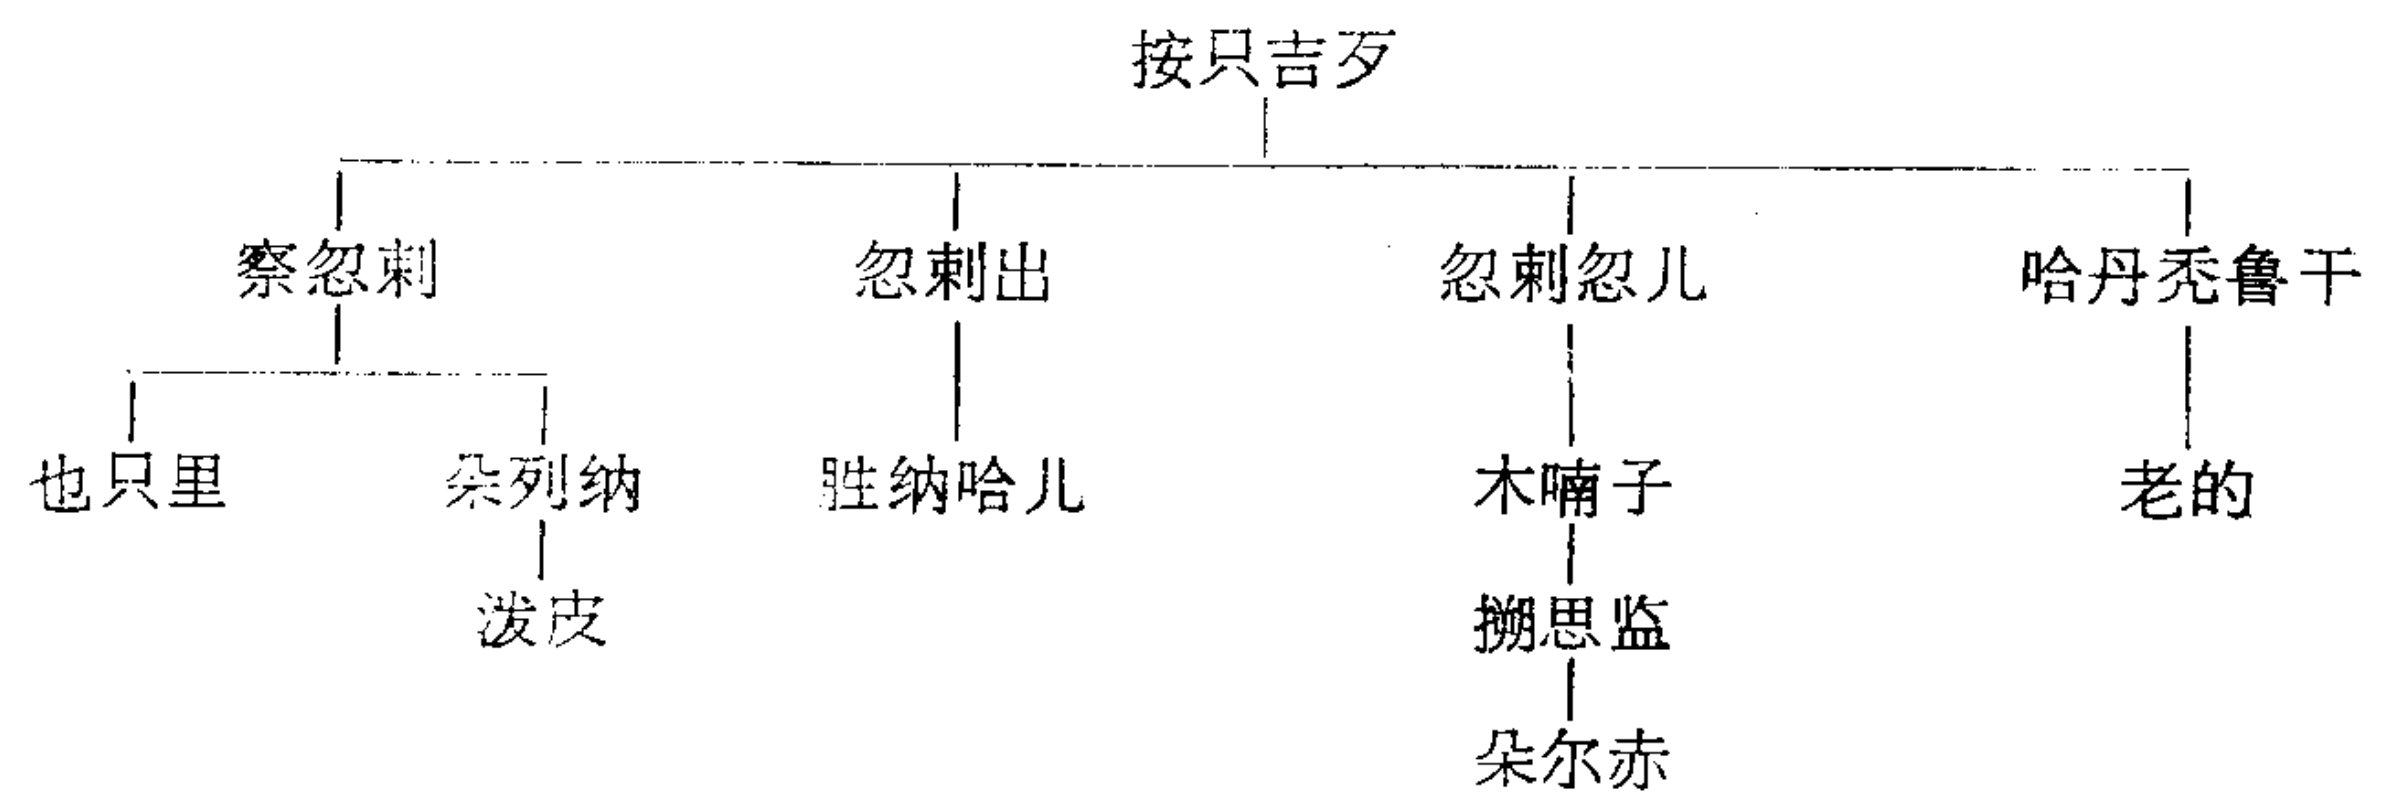 按只吉歹
察忽剌 忽剌出 忽剌忽儿 哈丹秃鲁干
也只里 朵列纳 胜纳哈儿 木喃子 老的
泼皮 搠思监
朵尔赤